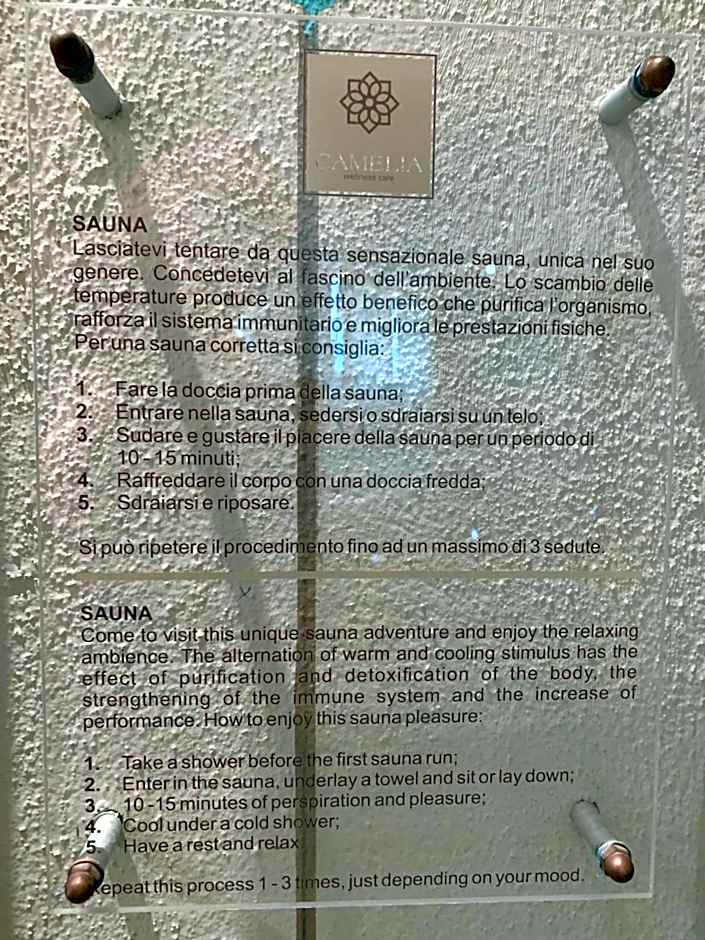 CAMELIA
wellness care
SAUNA
Lasciatevi tentare da questa sensazionale sauna, unica nel suo
genere. Concedetevi al fascino dell'ambiente. Lo scambio delle
temperature produce un effetto benefico che purifica l'organismo,
rafforza il sistema immunitario e migliora le prestazioni fisiche.
Per una sauna corretta si consiglia:
1. Fare la doccia prima della sauna;
2. Entrare nella sauna, sedersi o sdraiarsi su un telo;
3. Sudare e gustare il piacere della sauna per un periodo di
10 - 15 minuti;
4. Raffreddare il corpo con una doccia fredda;
5. Sdraiarsi e riposare.
Si può ripetere il procedimento fino ad un massimo di 3 sedute.
SAUNA
Come to visit this unique sauna adventure and enjoy the relaxing
ambience. The alternation of warm and cooling stimulus has the
effect of purification and detoxification of the body, the
strengthening of the immune system and the increase of
performance. How to enjoy this sauna pleasure:
1. Take a shower before the first sauna run;
2. Enter in the sauna, underlay a towel and sit or lay down;
3. 10 -15 minutes of perspiration and pleasure;
4. Cool under a cold shower;
5. Have a rest and relax
Repeat this process 1 - 3 times, just depending on your mood.